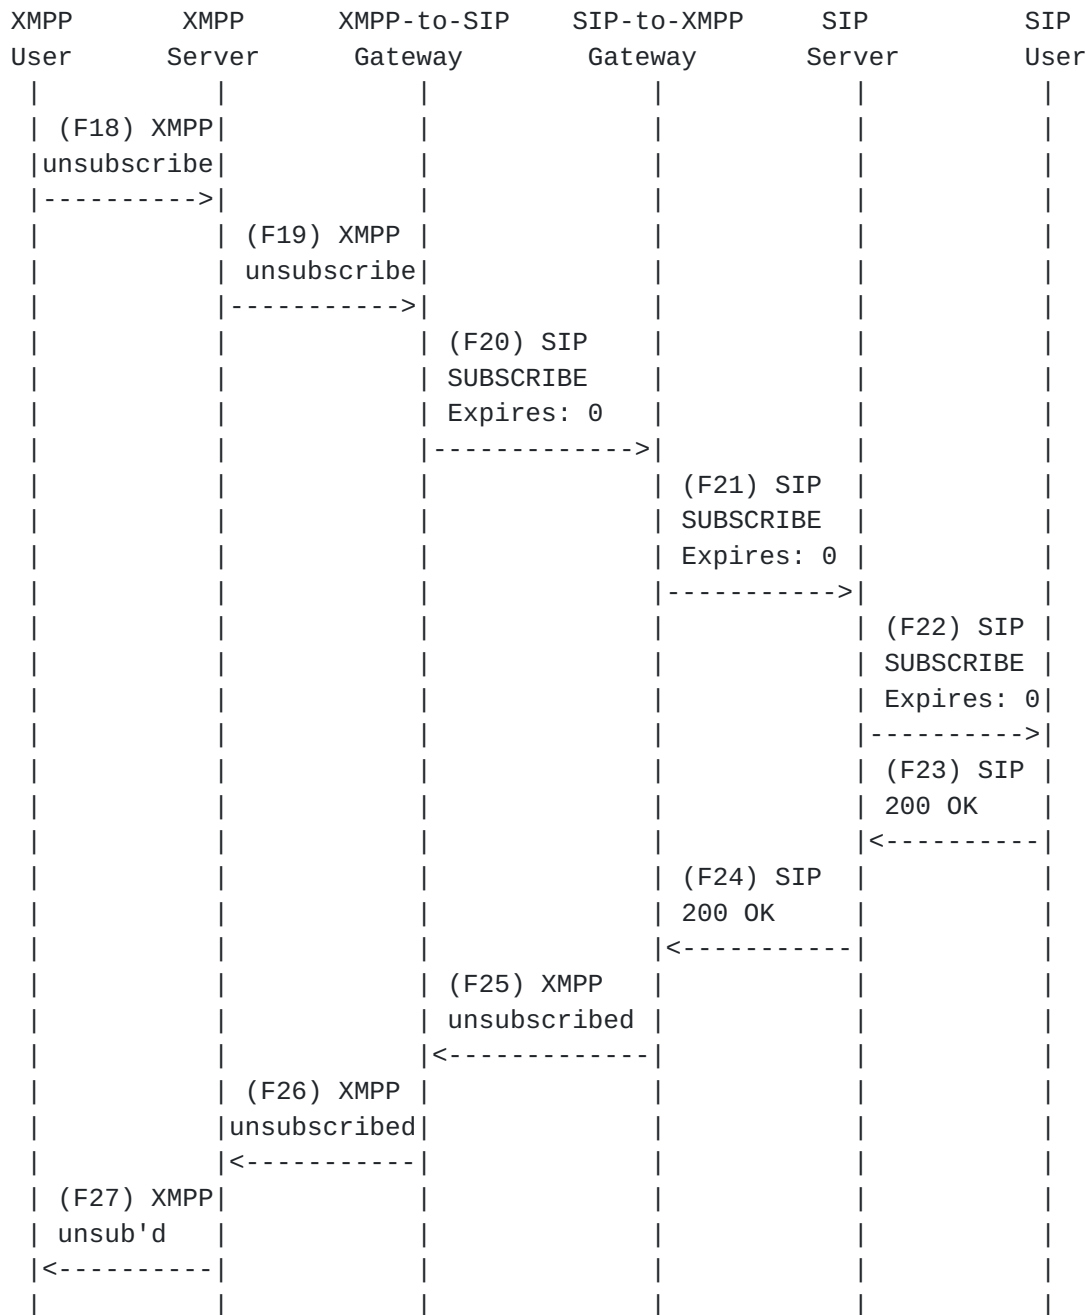 XMPP       XMPP      XMPP-to-SIP    SIP-to-XMPP     SIP          SIP
User      Server      Gateway        Gateway       Server        User
 |           |            |              |            |           |
 | (F18) XMPP|            |              |            |           |
 |unsubscribe|            |              |            |           |
 |---------->|            |              |            |           |
 |           | (F19) XMPP |              |            |           |
 |           | unsubscribe|              |            |           |
 |           |----------->|              |            |           |
 |           |            | (F20) SIP    |            |           |
 |           |            | SUBSCRIBE    |            |           |
 |           |            | Expires: 0   |            |           |
 |           |            |------------->|            |           |
 |           |            |              | (F21) SIP  |           |
 |           |            |              | SUBSCRIBE  |           |
 |           |            |              | Expires: 0 |           |
 |           |            |              |----------->|           |
 |           |            |              |            | (F22) SIP |
 |           |            |              |            | SUBSCRIBE |
 |           |            |              |            | Expires: 0|
 |           |            |              |            |---------->|
 |           |            |              |            | (F23) SIP |
 |           |            |              |            | 200 OK    |
 |           |            |              |            |<----------|
 |           |            |              | (F24) SIP  |           |
 |           |            |              | 200 OK     |           |
 |           |            |              |<-----------|           |
 |           |            | (F25) XMPP   |            |           |
 |           |            | unsubscribed |            |           |
 |           |            |<-------------|            |           |
 |           | (F26) XMPP |              |            |           |
 |           |unsubscribed|              |            |           |
 |           |<-----------|              |            |           |
 | (F27) XMPP|            |              |            |           |
 | unsub'd   |            |              |            |           |
 |<----------|            |              |            |           |
 |           |            |              |            |           |